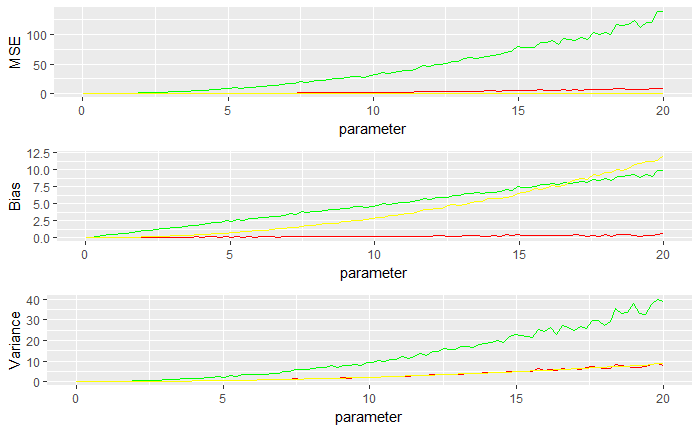 MSE
100
50
0
0 5 10 15 20
parameter
Bias
12.5
10.0
7.5
5.0
2.5
0.0
0 5 10 15 20
parameter
Variance
40
30
20
10
0
0 5 10 15 20
parameter